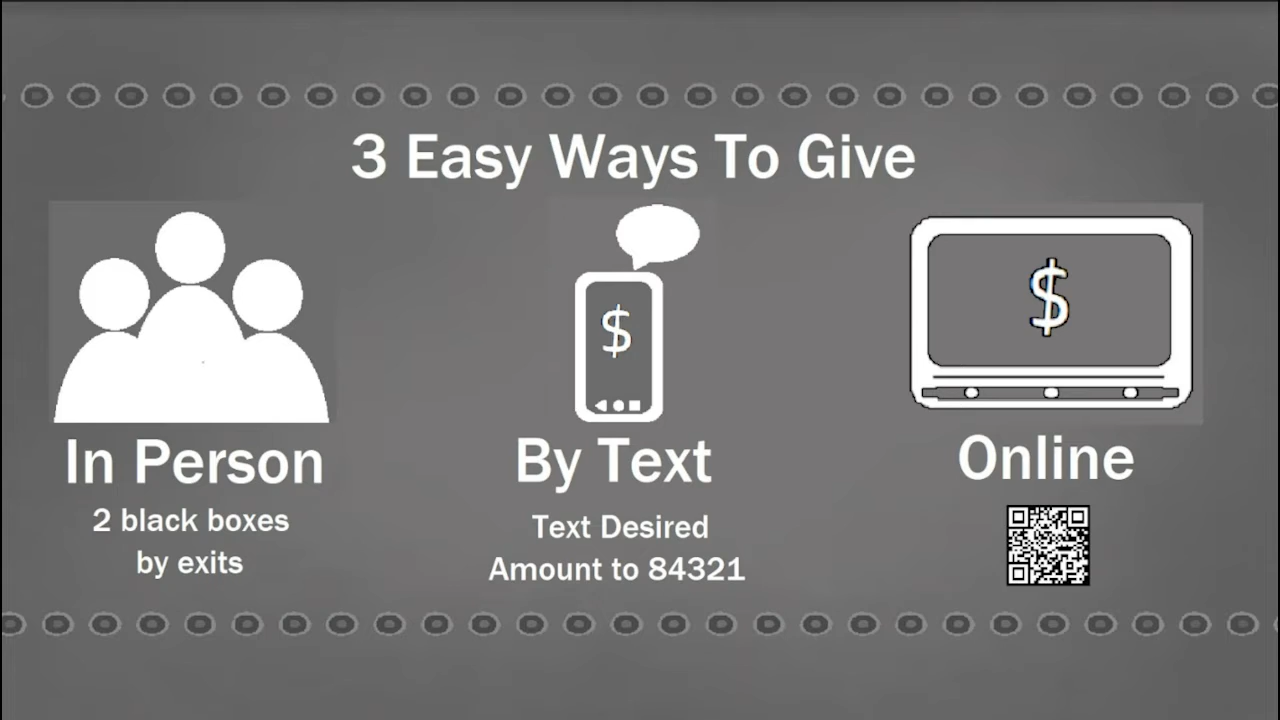 3 Easy Ways To Give
$
$
In Person
2 black boxes
by exits
By Text
Text Desired
Amount to 84321
Online